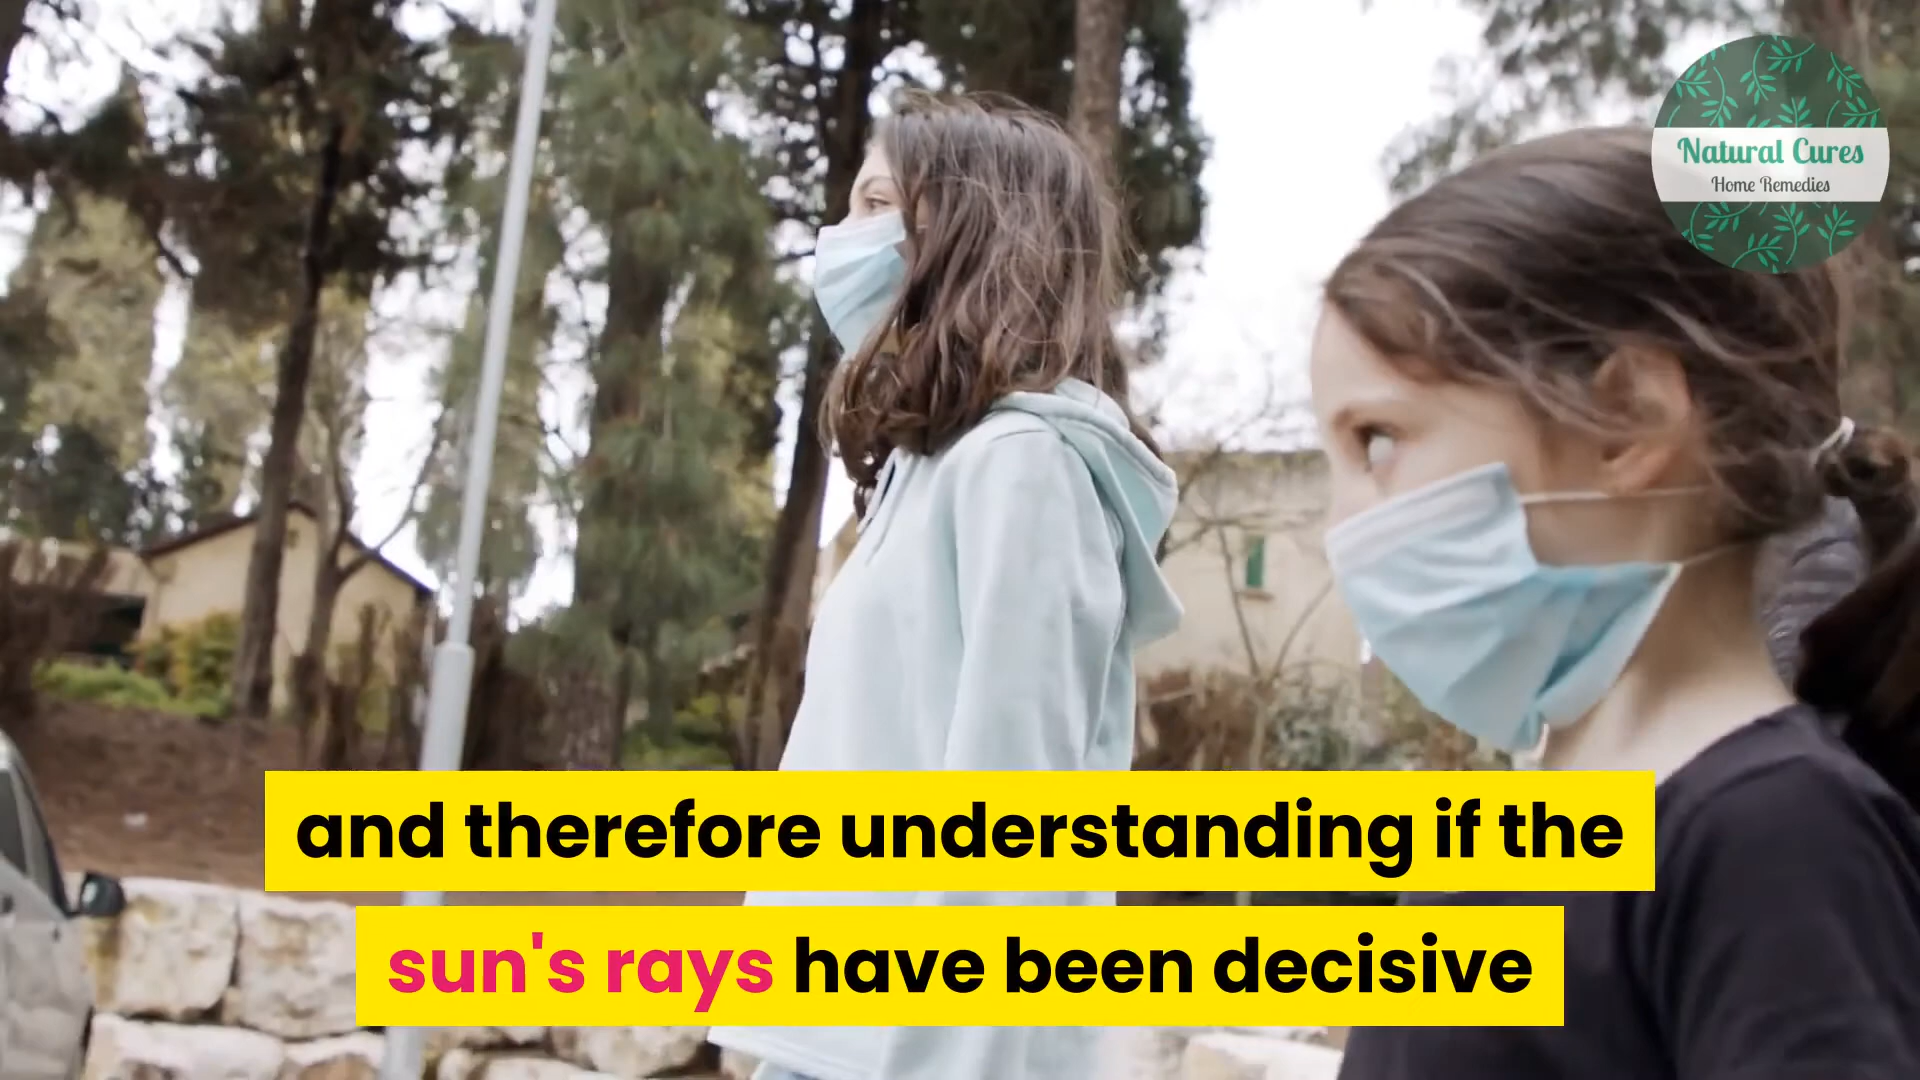 Natural Cures
Home Remedies
and therefore understanding if the
sun's rays have been decisive